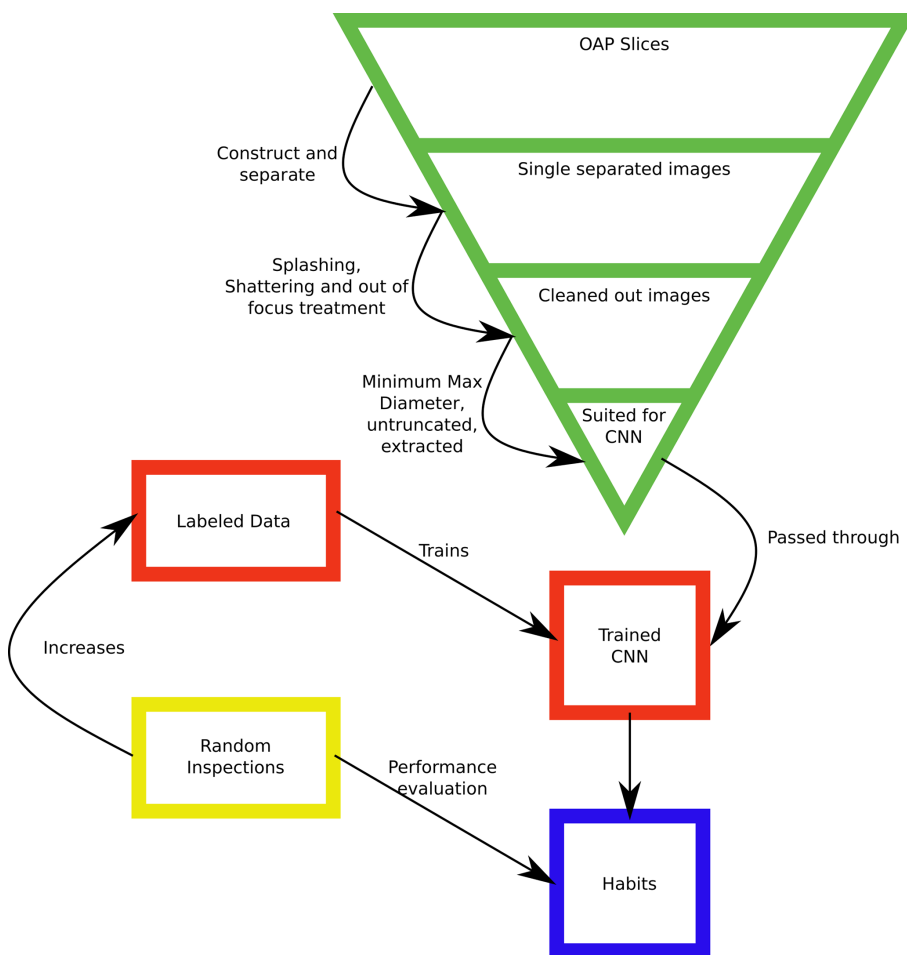 OAP Slices
Construct and
separate
Single separated images
Splashing,
Shattering and out of
focus treatment
Cleaned out images
Minimum Max
Diameter,
untruncated,
extracted
Suited for
CNN
Labeled Data
Trains
Passed through
Increases
Trained
CNN
Random
Inspections
Performance
evaluation
Habits